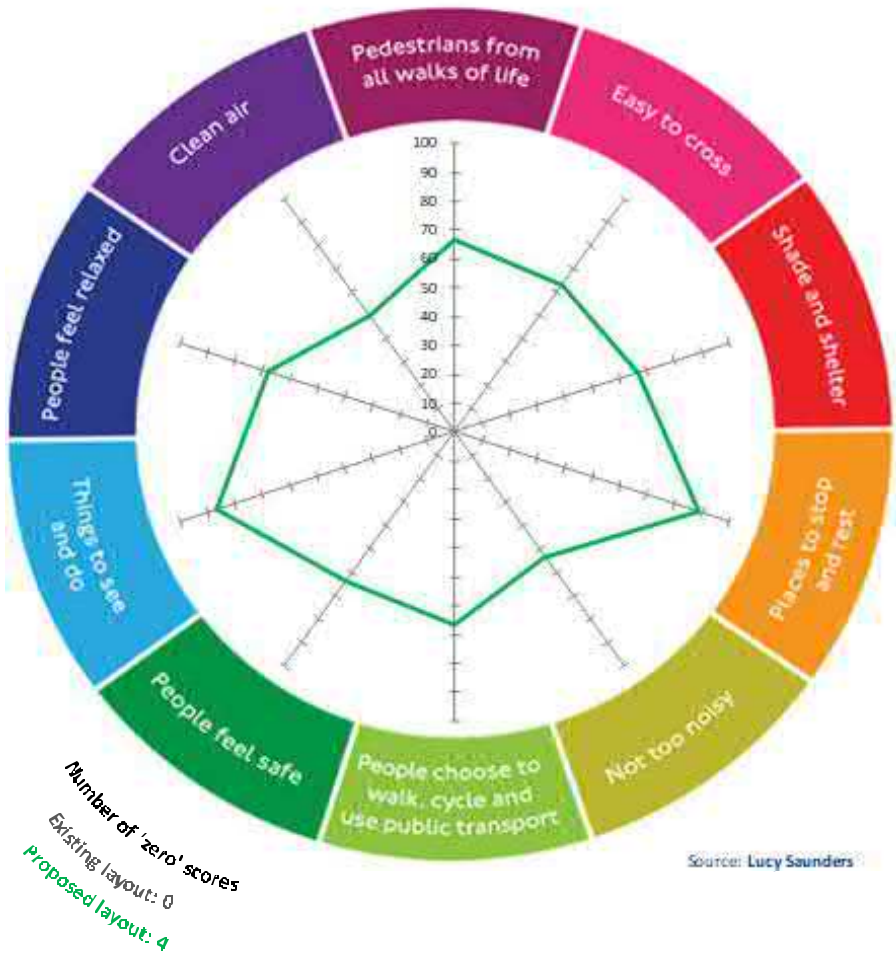 Pedestrians from
all walks of life
Easy to cross
Shade and shelter
Places to stop
and rest
Not too noisy
People choose to
walk, cycle and
use public transport
People feel safe
Things to see
and do
People feel relaxed
Clean air
100
90
80
70
60
50
40
30
20
10
0
Number of 'zero' scores
Existing layout: 0
Proposed layout: 4
Source: Lucy Saunders